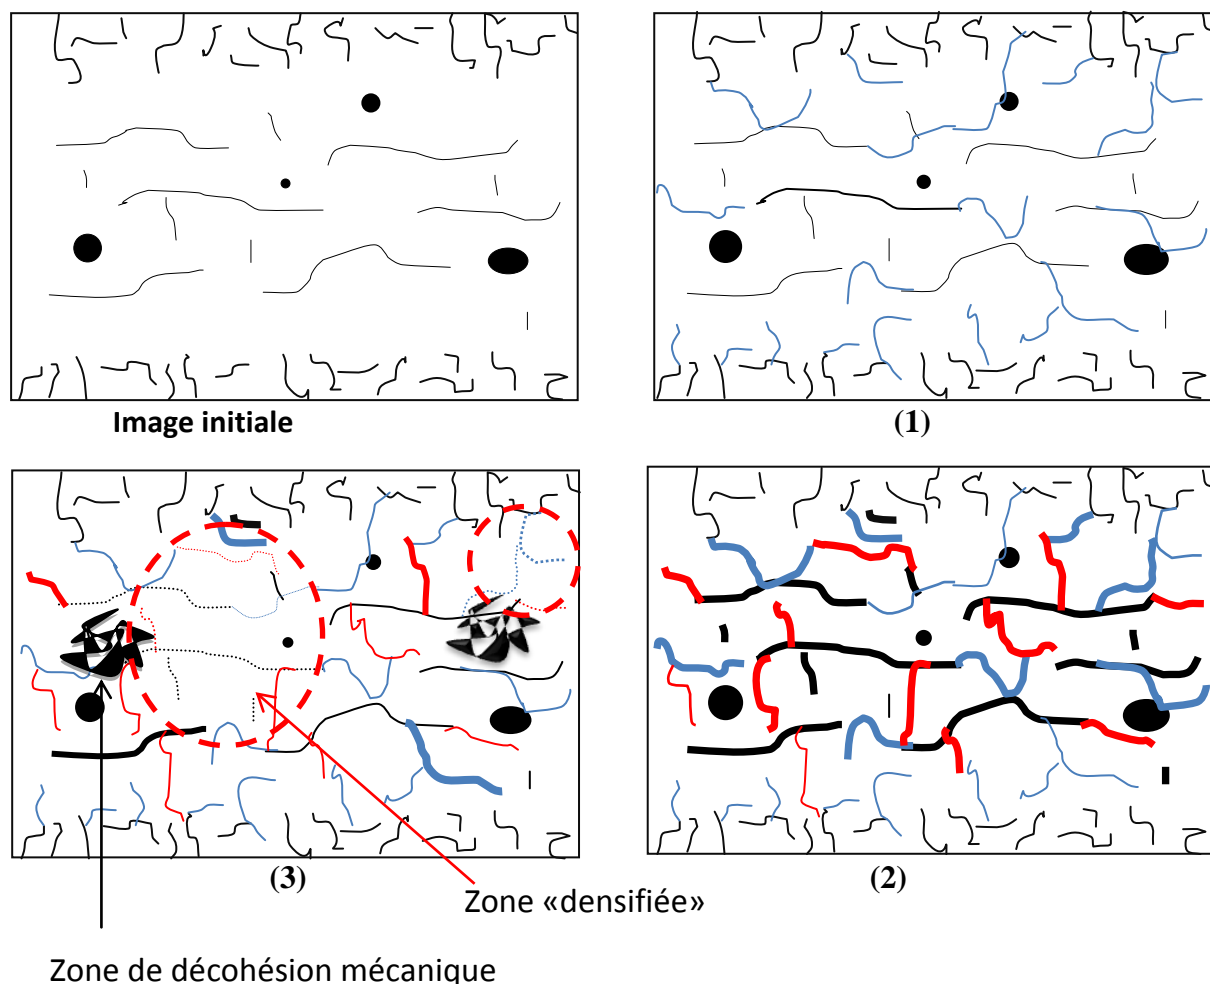 Image initiale
(1)
(3)
(2)
Zone «densifiée»
Zone de décohésion mécanique